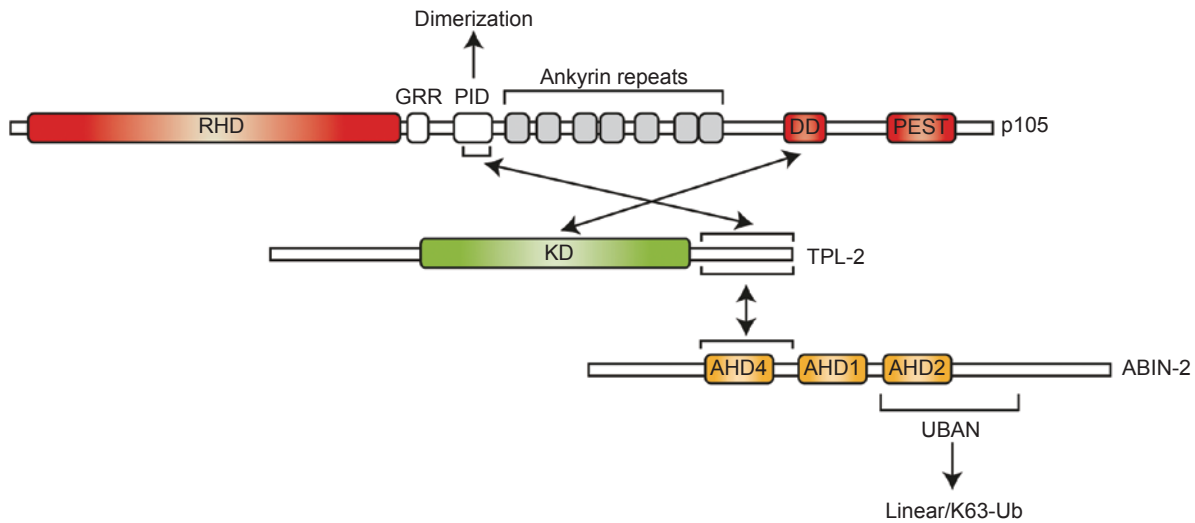 Dimerization
Ankyrin repeats
GRR PID
RHD
DD
PEST
p105
KD
TPL-2
AHD4 AHD1 AHD2
ABIN-2
UBAN
Linear/K63-Ub